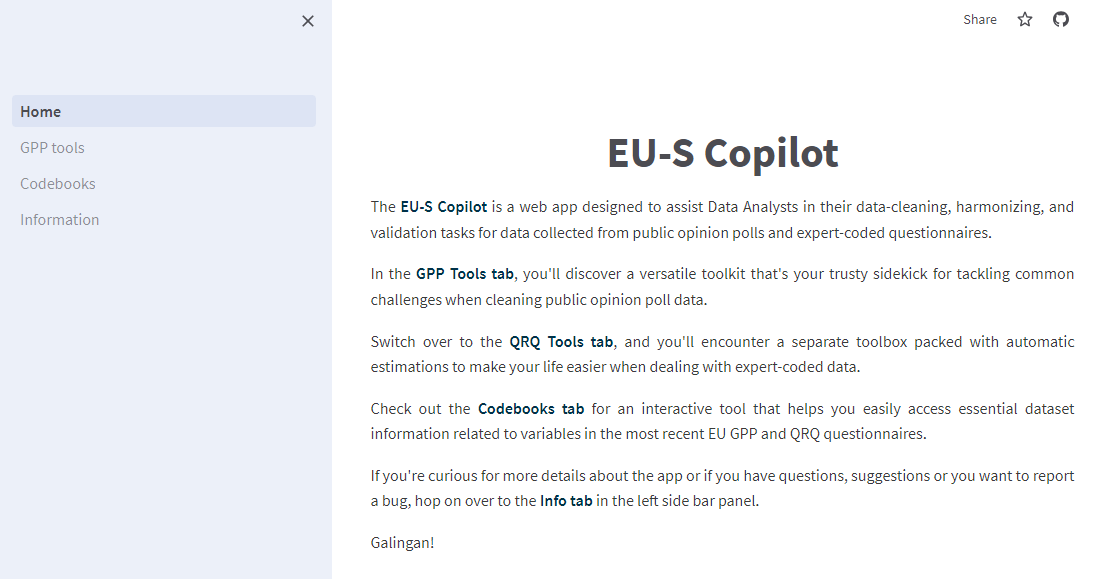 Share
Home
GPP tools
Codebooks
Information
EU-S Copilot
The EU-S Copilot is a web app designed to assist Data Analysts in their data-cleaning, harmonizing, and
validation tasks for data collected from public opinion polls and expert-coded questionnaires.
In the GPP Tools tab, you'll discover a versatile toolkit that's your trusty sidekick for tackling common
challenges when cleaning public opinion poll data.
Switch over to the QRQ Tools tab, and you'll encounter a separate toolbox packed with automatic
estimations to make your life easier when dealing with expert-coded data.
Check out the Codebooks tab for an interactive tool that helps you easily access essential dataset
information related to variables in the most recent EU GPP and QRQ questionnaires.
If you're curious for more details about the app or if you have questions, suggestions or you want to report
a bug, hop on over to the Info tab in the left side bar panel.
Galingan!